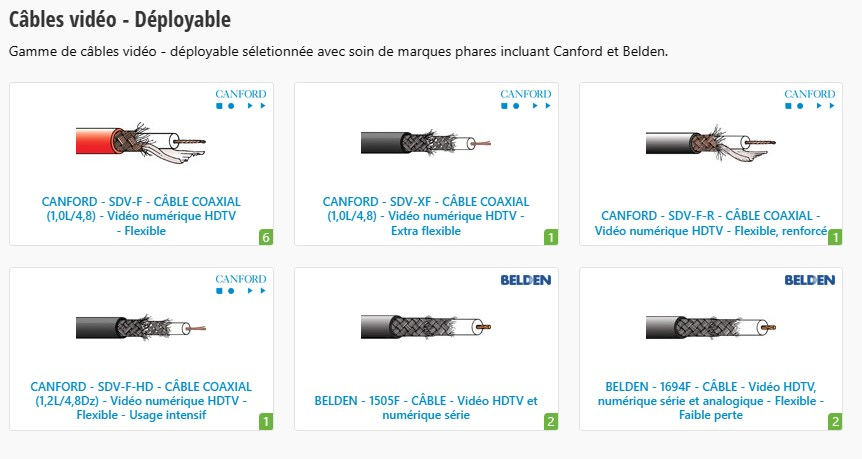 Câbles vidéo - Déployable
Gamme de câbles vidéo - déployable séletionnée avec soin de marques phares incluant Canford et Belden.
CANFORD
CANFORD - SDV-F - CÂBLE COAXIAL
(1,0L/4,8) - Vidéo numérique HDTV
- Flexible
6
CANFORD
CANFORD - SDV-XF - CÂBLE COAXIAL
(1,0L/4,8) - Vidéo numérique HDTV -
Extra flexible
1
CANFORD
CANFORD - SDV-F-R - CÂBLE COAXIAL -
Vidéo numérique HDTV - Flexible, renforcé
1
CANFORD
CANFORD - SDV-F-HD - CÂBLE COAXIAL
(1,2L/4,8Dz) - Vidéo numérique HDTV -
Flexible - Usage intensif
1
BELDEN
BELDEN - 1505F - CÂBLE - Vidéo HDTV et
numérique série
2
BELDEN
BELDEN - 1694F - CÂBLE - Vidéo HDTV,
numérique série et analogique - Flexible -
Faible perte
2